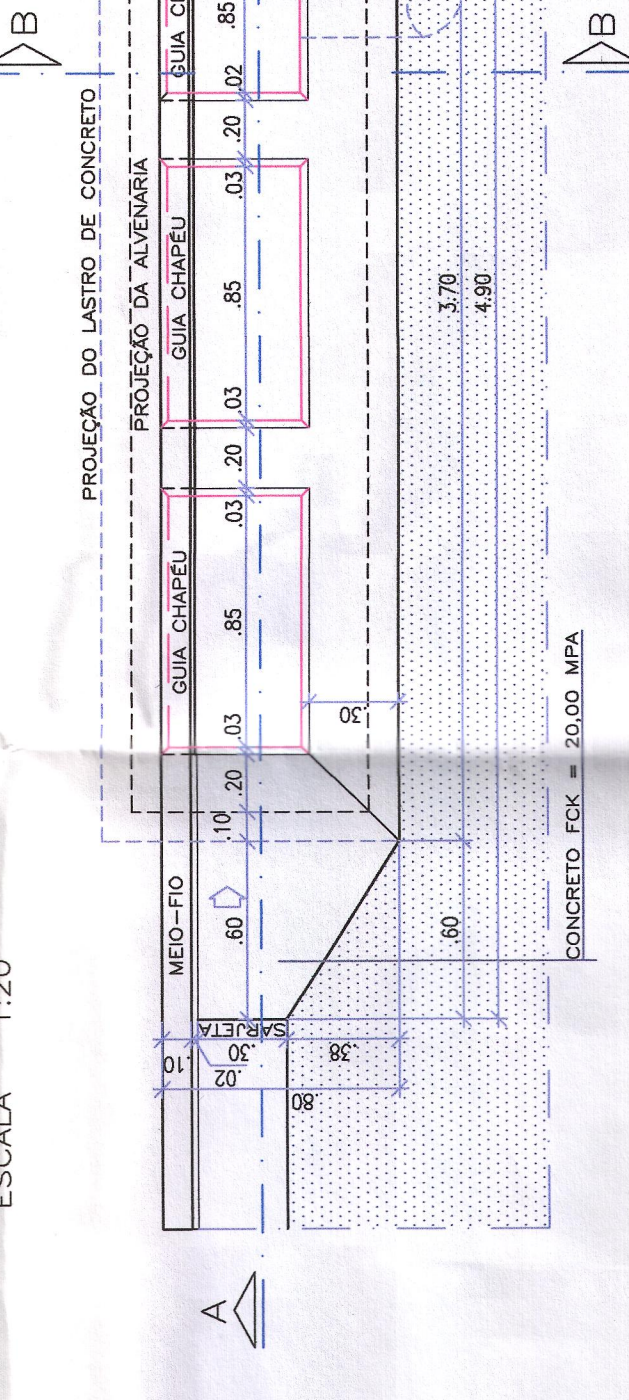 ESCALA 1:20
B
B
PROJEÇÃO DO LASTRO DE CONCRETO
PROJEÇÃO DA ALVENARIA
MEIO-FIO
GUIA CHAPÉU
GUIA CHAPÉU
GUIA
.10
.02
.30
SARJETA
.38
.80
.60
.10
.20
.03
.85
.03
.20
.03
.85
.03
.20
.02
.85
.30
.60
3.70
4.90
CONCRETO FCK = 20,00 MPA
A